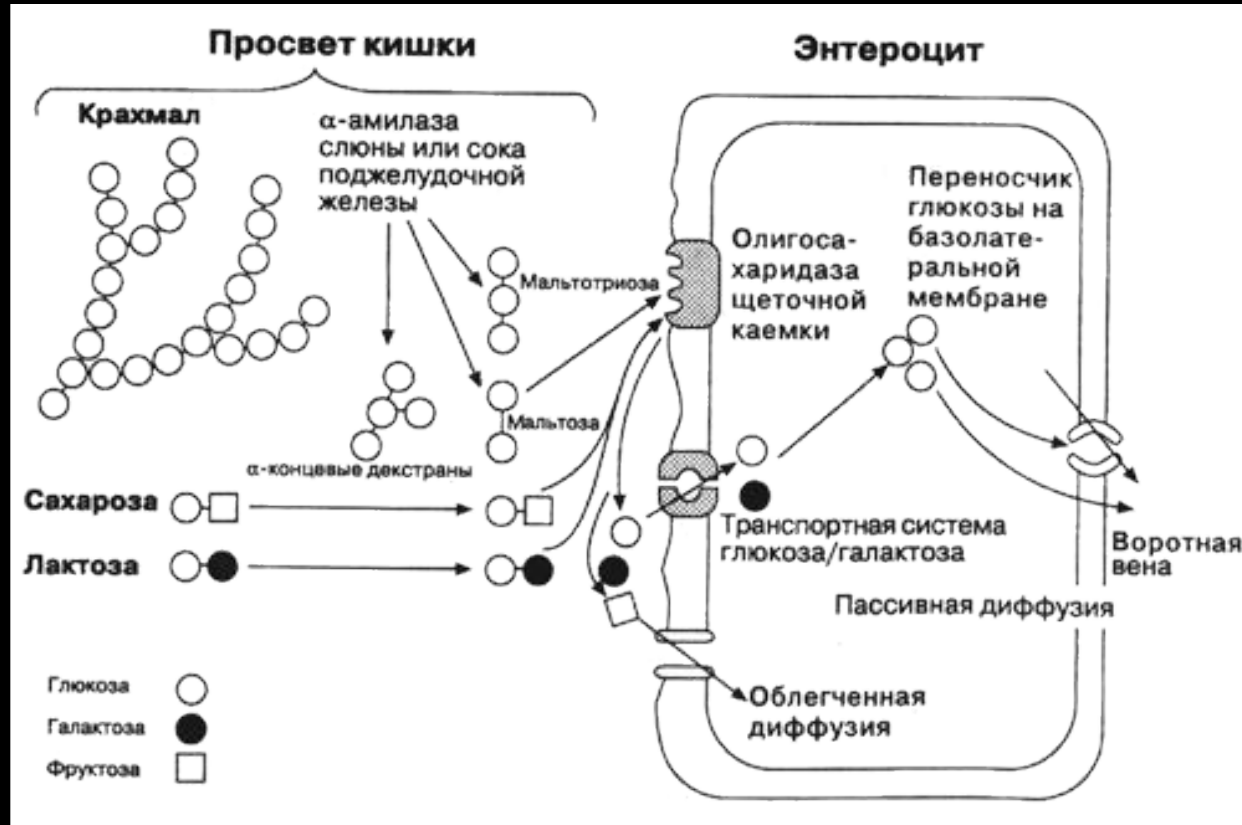 Просвет кишки
Энтероцит
Крахмал
α-амилаза
слюны или сока
поджелудочной
железы
Мальтотриоза
Мальтоза
α-концевые декстраны
Сахароза
Лактоза
Глюкоза
Галактоза
Фруктоза
Олигоса-
харидаза
щеточной
каемки
Переносчик
глюкозы на
базолате-
ральной
мембране
Транспортная система
глюкоза/галактоза
Воротная
вена
Пассивная диффузия
Облегченная
диффузия